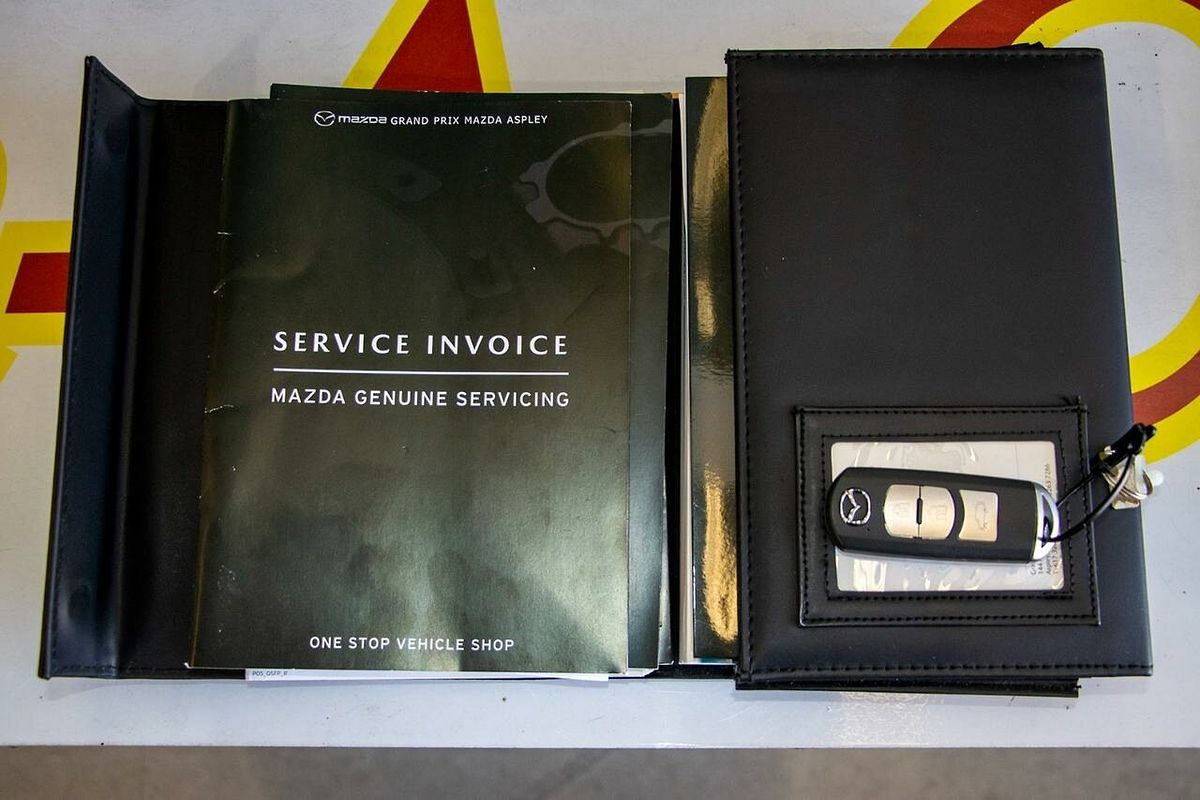 mazda GRAND PRIX MAZDA ASPLEY
SERVICE INVOICE
MAZDA GENUINE SERVICING
ONE STOP VEHICLE SHOP